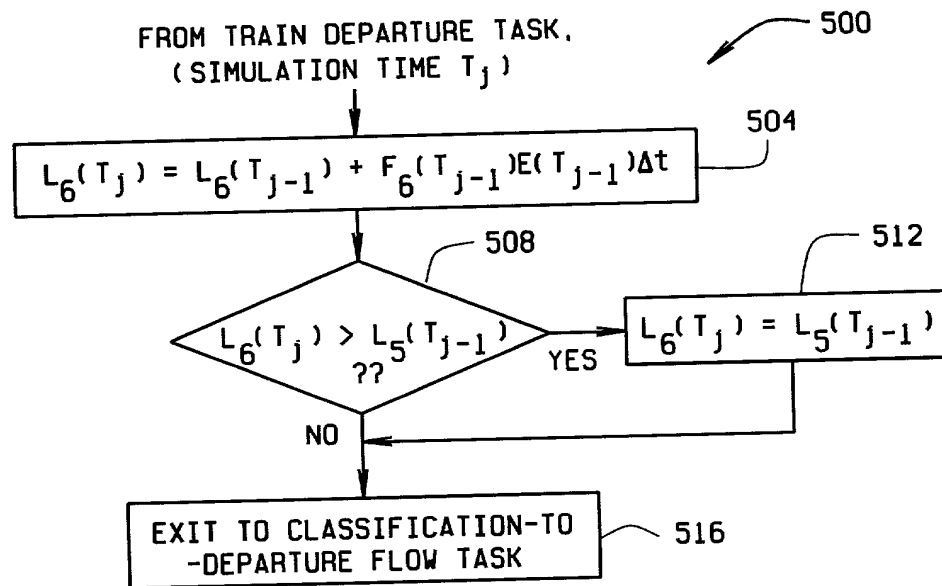 FROM TRAIN DEPARTURE TASK.
(SIMULATION TIME Tj)
500
504
L6(Tj) = L6(Tj-1) + F6(Tj-1)E(Tj-1)Δt
508
512
L6(Tj) > L5(Tj-1)
??
YES
L6(Tj) = L5(Tj-1)
NO
EXIT TO CLASSIFICATION-TO
-DEPARTURE FLOW TASK
516